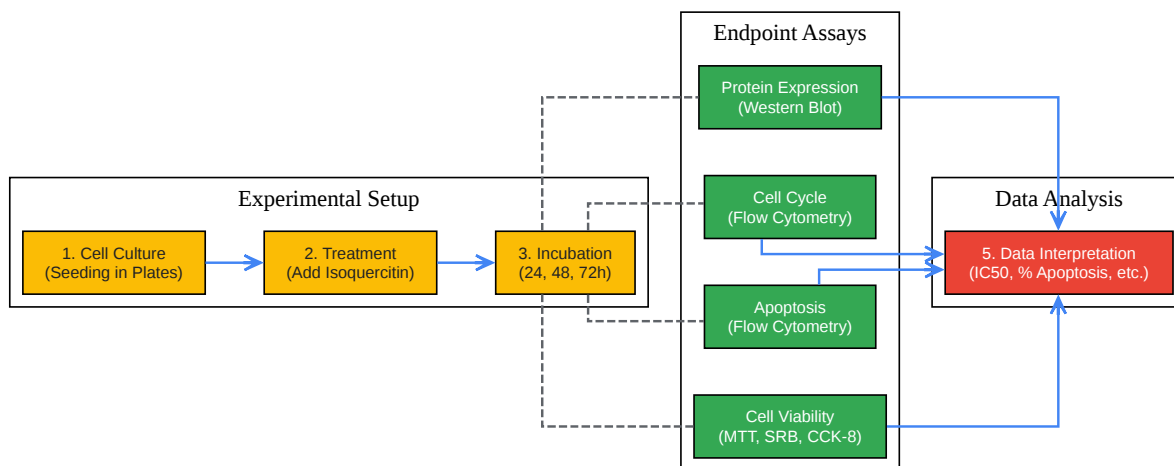 Experimental Setup
1. Cell Culture
(Seeding in Plates)
2. Treatment
(Add Isoquercitin)
3. Incubation
(24, 48, 72h)
Endpoint Assays
Protein Expression
(Western Blot)
Cell Cycle
(Flow Cytometry)
Apoptosis
(Flow Cytometry)
Cell Viability
(MTT, SRB, CCK-8)
Data Analysis
5. Data Interpretation
(IC50, % Apoptosis, etc.)